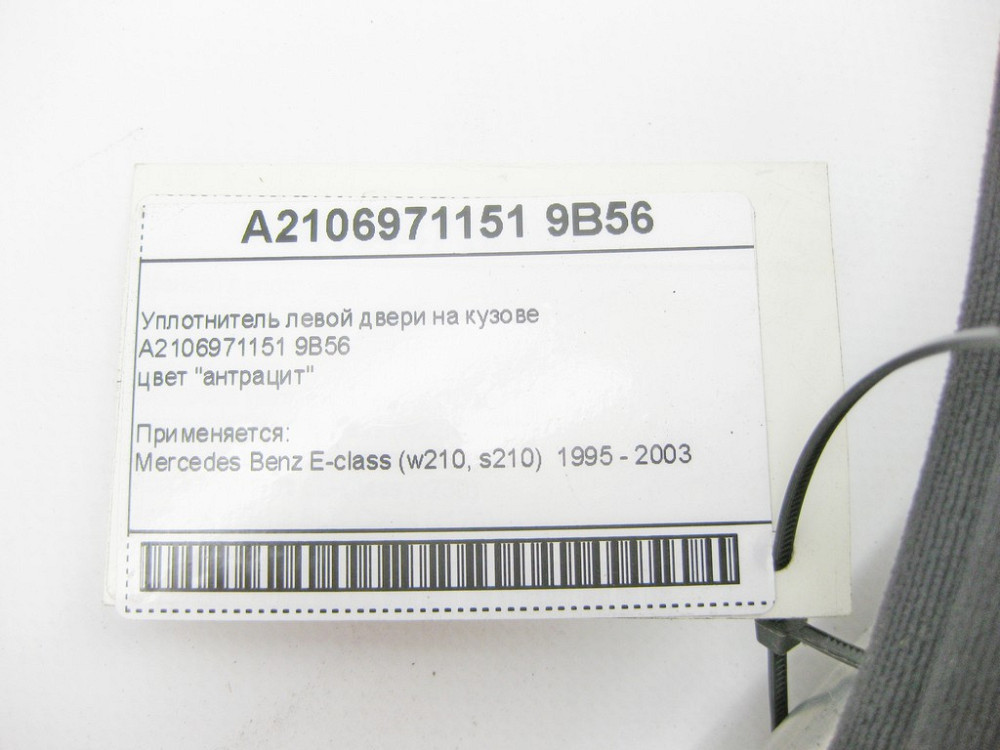 A2106971151 9B56
Уплотнитель левой двери на кузове
A2106971151 9B56
цвет "антрацит"
Применяется:
Mercedes Benz E-class (w210, s210) 1995 - 2003